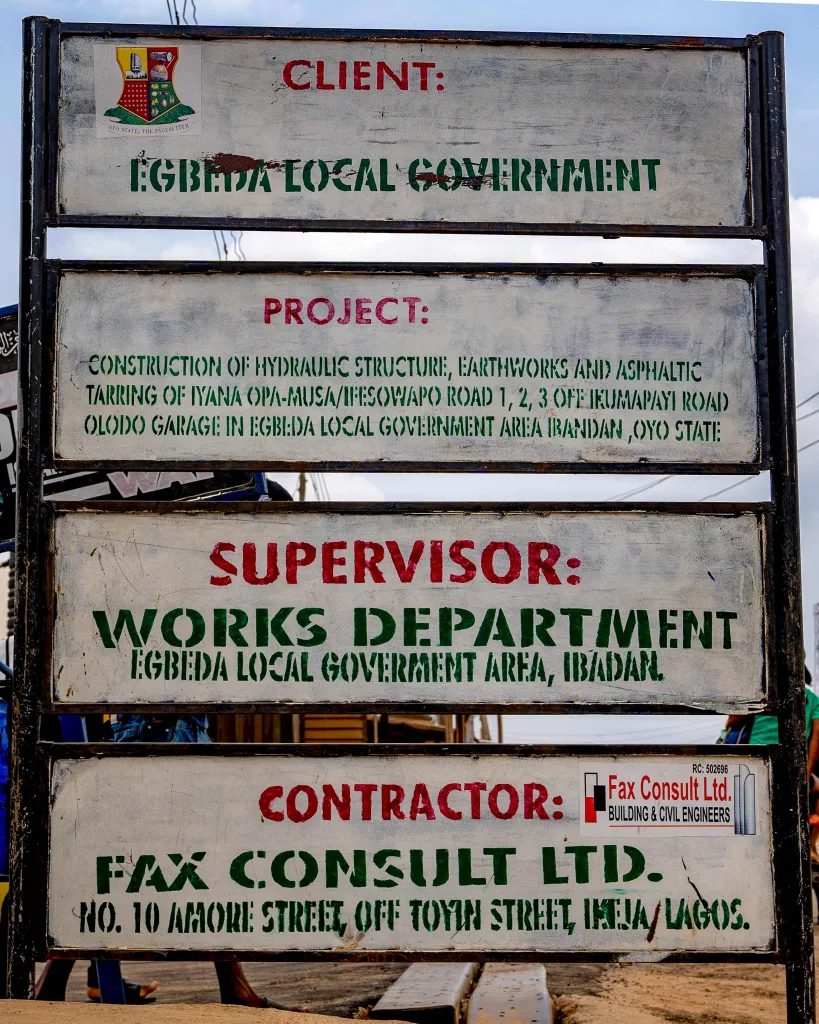 CLIENT:
OYO STATE: THE PACESETTER
EGBEDA LOCAL GOVERNMENT
PROJECT:
CONSTRUCTION OF HYDRAULIC STRUCTURE, EARTHWORKS AND ASPHALTIC
TARRING OF IYANA OPA-MUSA/IFESOWAPO ROAD 1, 2, 3 OFF IKUMAPAYI ROAD
OLODO GARAGE IN EGBEDA LOCAL GOVERNMENT AREA IBANDAN ,OYO STATE
SUPERVISOR:
WORKS DEPARTMENT
EGBEDA LOCAL GOVERMENT AREA, IBADAN.
CONTRACTOR:
RC: 502696
Fax Consult Ltd.
BUILDING & CIVIL ENGINEERS
FAX CONSULT LTD.
NO. 10 AMORE STREET, OFF TOYIN STREET, IKEJA, LAGOS.